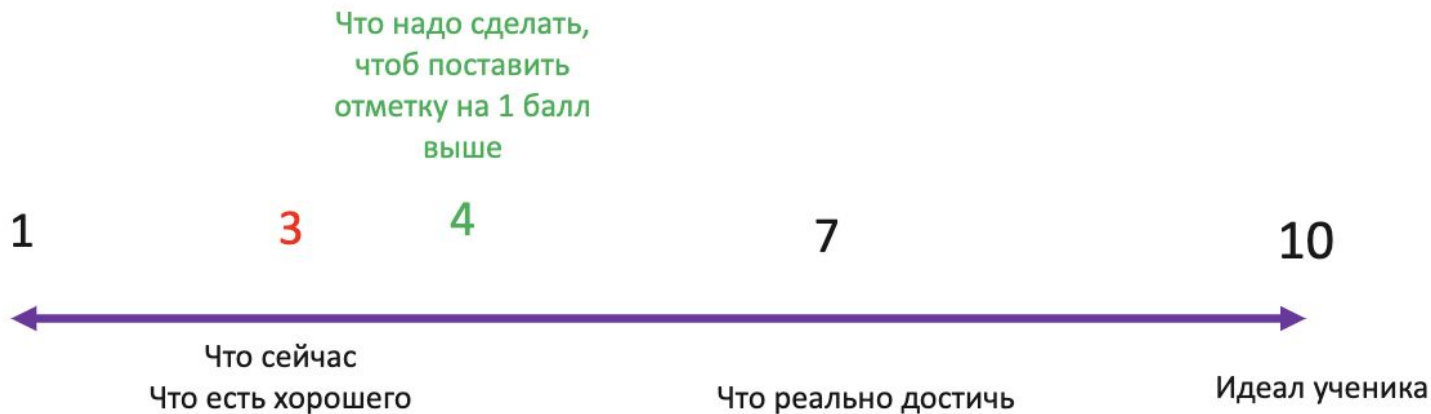 Что надо сделать,
чтоб поставить
отметку на 1 балл
выше
1
3
4
7
10
Что сейчас
Что есть хорошего
Что реально достичь
Идеал ученика